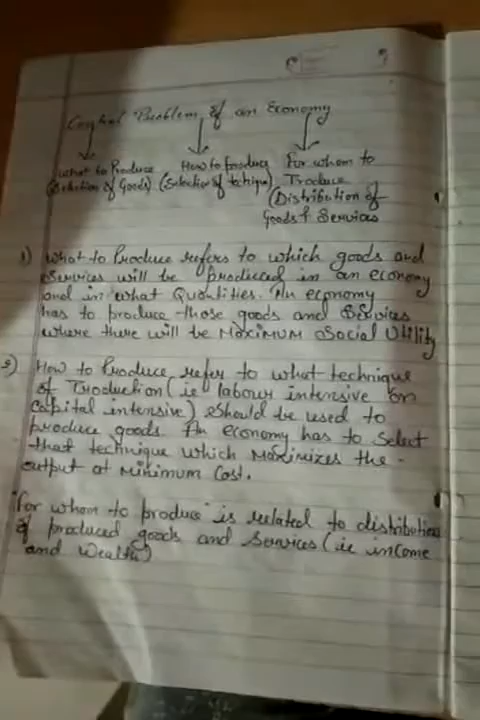 Central Problem of an Economy
What to Produce How to produce For whom to
(Selection of Goods) (Selection of techique) Produce
(Distribution of
Goods & Services
1) What to Produce refers to which goods and
Services will be produced in an economy
and in what Quantities. An economy
has to produce those goods and Services
where there will be Maximum Social Utility
2) How to Produce refer to what technique
of Production (ie labour intensive or
Capital intensive) should be used to
produce goods. An economy has to Select
that technique which Maximizes the
output at Minimum Cost.
"For whom to produce" is related to distribution
of produced goods and services (ie income
and Wealth)